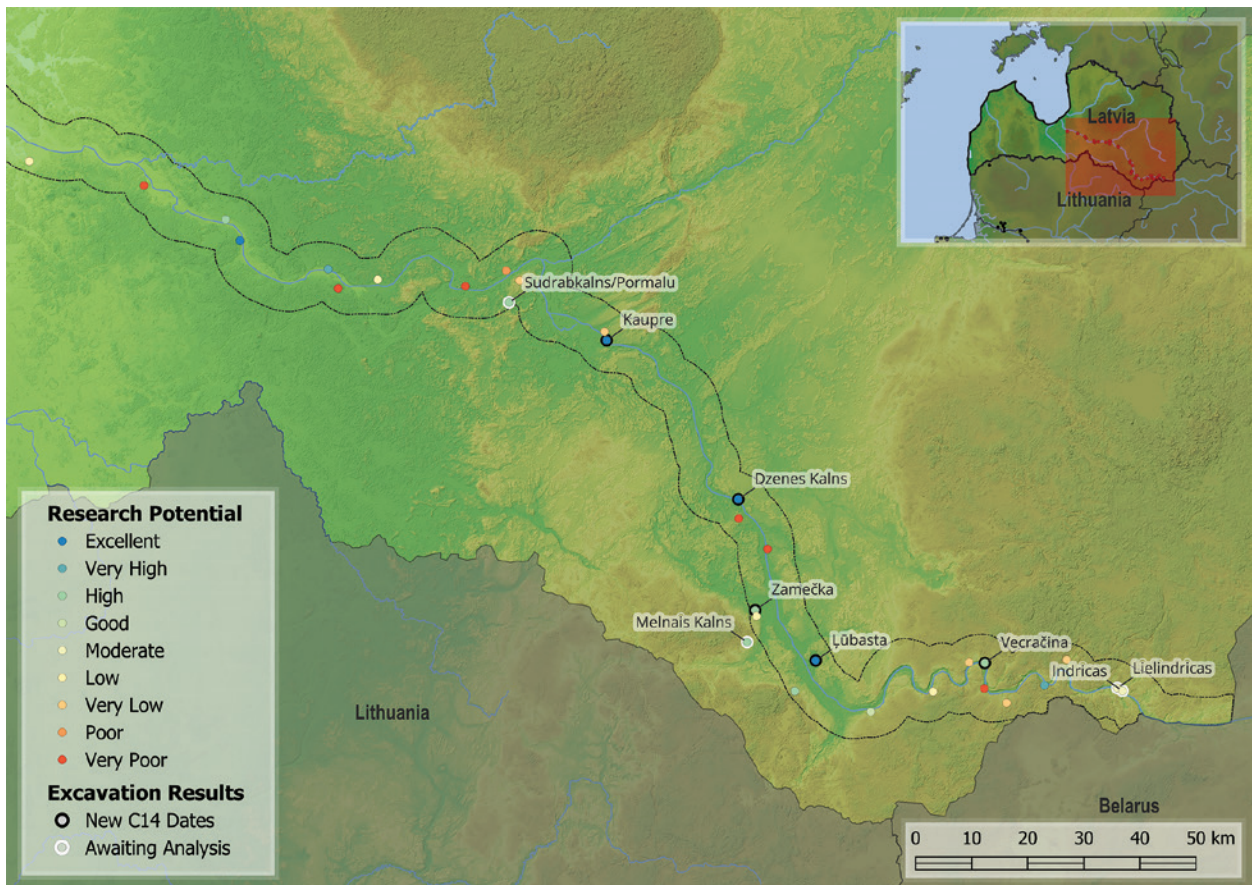 Latvia
Lithuania
Sudrabkalns/Pormalu
Kaupre
Dzenes Kalns
Zamečka
Melnais Kalns
Ļūbasta
Vecračina
Indricas
Lielindricas
Lithuania
Belarus
Research Potential
Excellent
Very High
High
Good
Moderate
Low
Very Low
Poor
Very Poor
Excavation Results
New C14 Dates
Awaiting Analysis
0 10 20 30 40 50 km